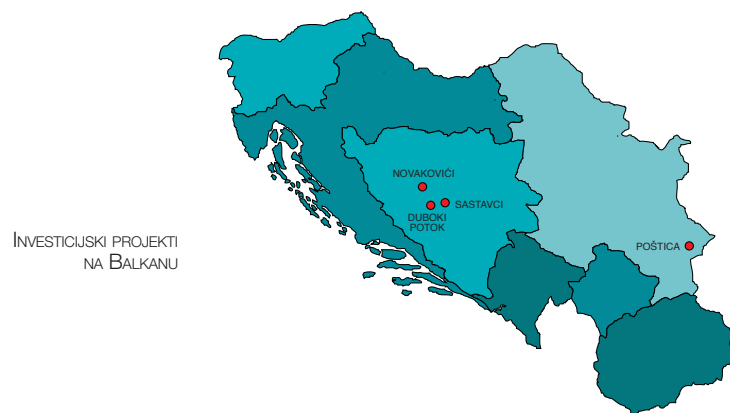 Investicijski projekti
na Balkanu
NOVAKOVIĆI
SASTAVCI
DUBOKI
POTOK
POŠTICA